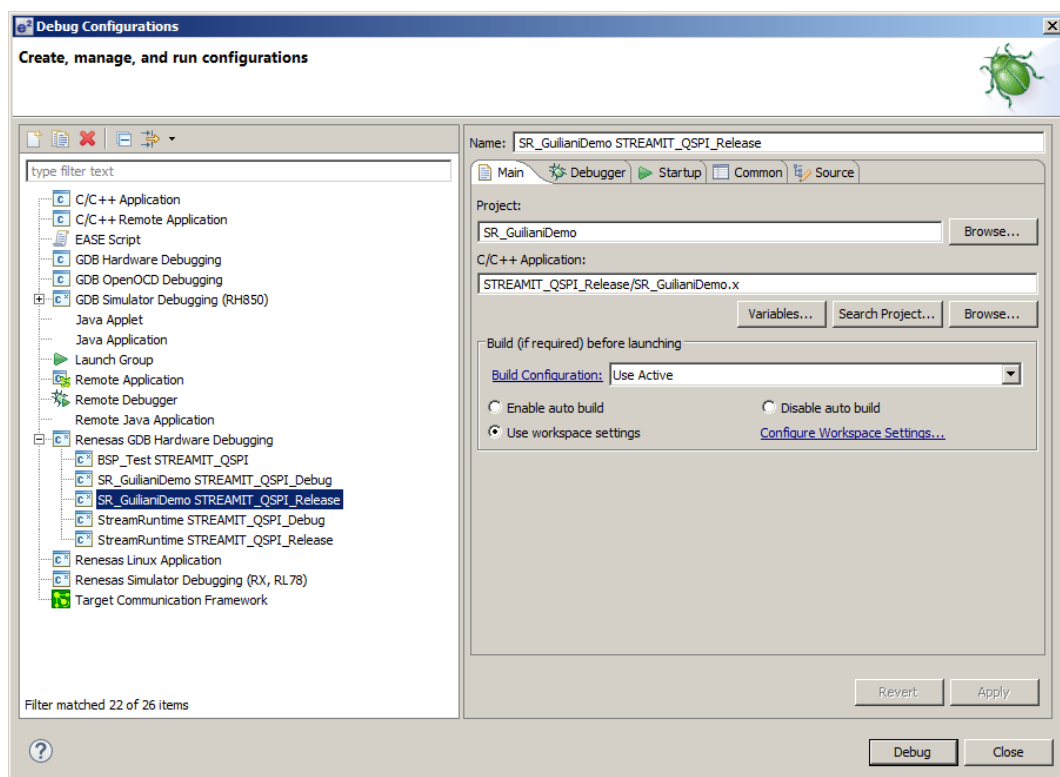 e² Debug Configurations
Create, manage, and run configurations
type filter text
C/C++ Application
C/C++ Remote Application
EASE Script
GDB Hardware Debugging
GDB OpenOCD Debugging
GDB Simulator Debugging (RH850)
Java Applet
Java Application
Launch Group
Remote Application
Remote Debugger
Remote Java Application
Renesas GDB Hardware Debugging
BSP_Test STREAMIT_QSPI
SR_GuilianiDemo STREAMIT_QSPI_Debug
SR_GuilianiDemo STREAMIT_QSPI_Release
StreamRuntime STREAMIT_QSPI_Debug
StreamRuntime STREAMIT_QSPI_Release
Renesas Linux Application
Renesas Simulator Debugging (RX, RL78)
Target Communication Framework
Filter matched 22 of 26 items
Name: SR_GuilianiDemo STREAMIT_QSPI_Release
Main Debugger Startup Common Source
Project:
SR_GuilianiDemo Browse...
C/C++ Application:
STREAMIT_QSPI_Release/SR_GuilianiDemo.x
Variables... Search Project... Browse...
Build (if required) before launching
Build Configuration: Use Active
Enable auto build Disable auto build
Use workspace settings Configure Workspace Settings...
Revert Apply
? Debug Close